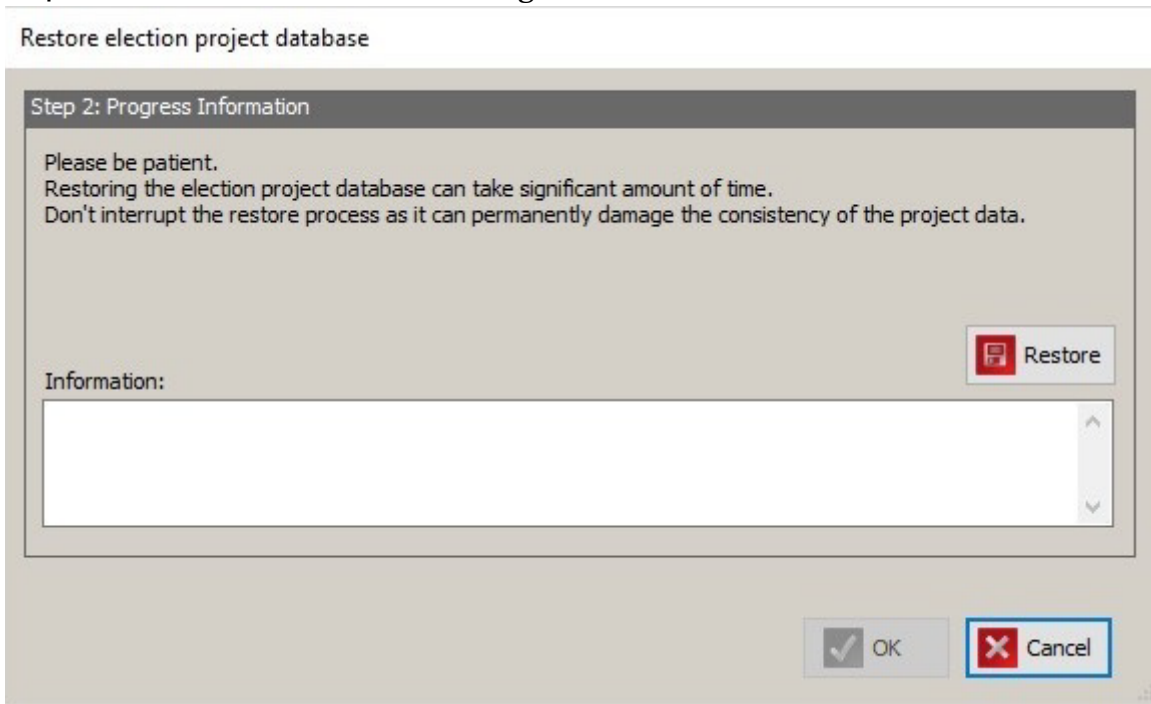 Restore election project database
Step 2: Progress Information
Please be patient.
Restoring the election project database can take significant amount of time.
Don't interrupt the restore process as it can permanently damage the consistency of the project data.
Restore
Information:
OK
Cancel